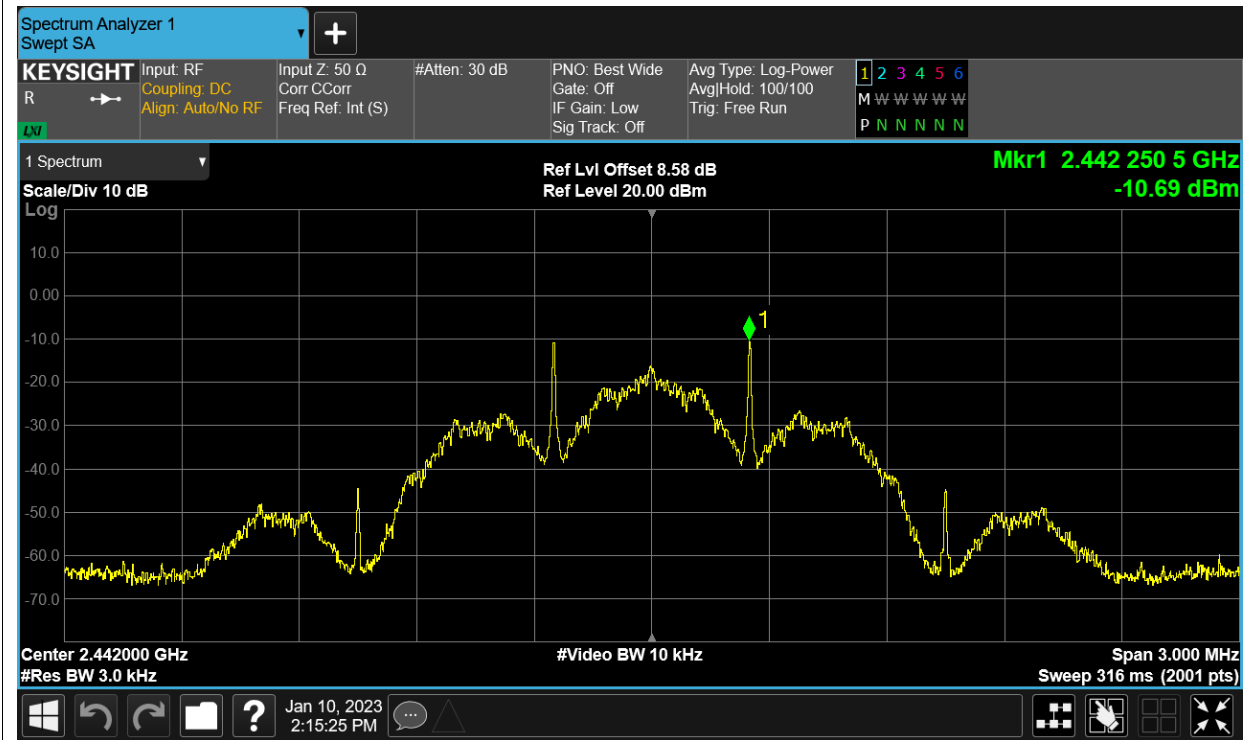 Spectrum Analyzer 1
Swept SA
KEYSIGHT
R
LXI
Input: RF
Coupling: DC
Align: Auto/No RF
Input Z: 50 Ω
Corr CCorr
Freq Ref: Int (S)
#Atten: 30 dB
PNO: Best Wide
Gate: Off
IF Gain: Low
Sig Track: Off
Avg Type: Log-Power
Avg|Hold: 100/100
Trig: Free Run
1 2 3 4 5 6
M W W W W W
P N N N N N
1 Spectrum
Scale/Div 10 dB
Log
Ref Lvl Offset 8.58 dB
Ref Level 20.00 dBm
Mkr1 2.442 250 5 GHz
-10.69 dBm
10.0
0.00
-10.0
-20.0
-30.0
-40.0
-50.0
-60.0
-70.0
1
Center 2.442000 GHz
#Res BW 3.0 kHz
#Video BW 10 kHz
Span 3.000 MHz
Sweep 316 ms (2001 pts)
?
Jan 10, 2023
2:15:25 PM